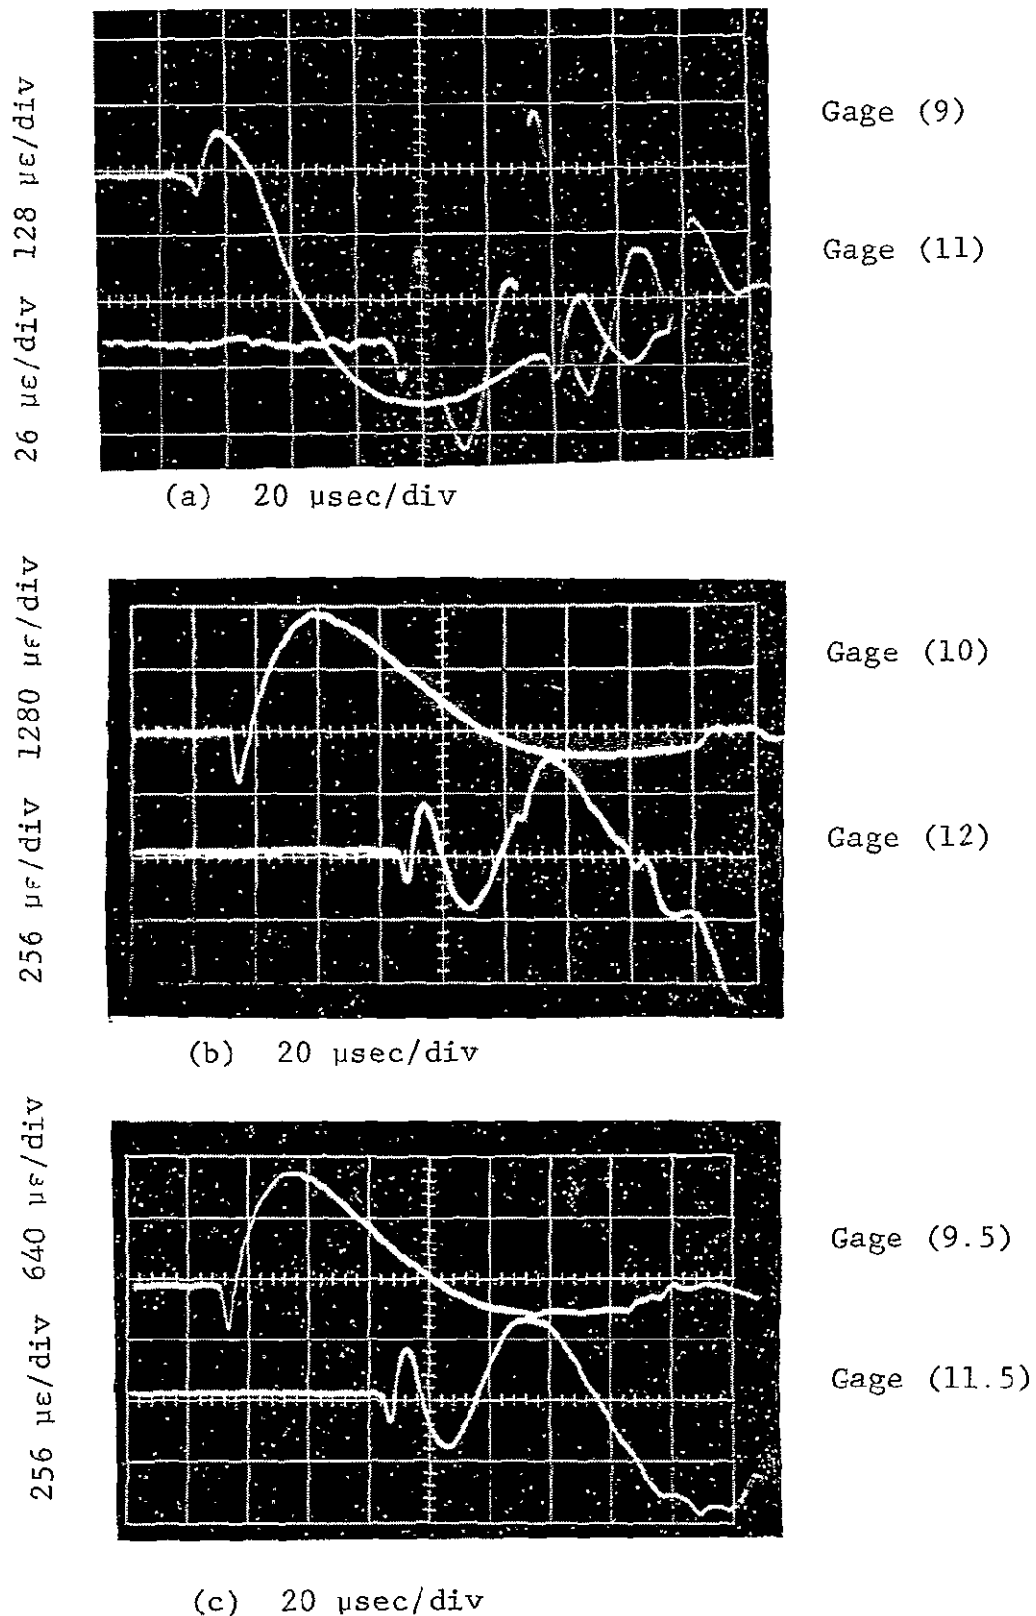 128 µε/div
26 µε/div
Gage (9)
Gage (11)
(a) 20 µsec/div
1280 µε/div
256 µε/div
Gage (10)
Gage (12)
(b) 20 µsec/div
640 µε/div
256 µε/div
Gage (9.5)
Gage (11.5)
(c) 20 µsec/div